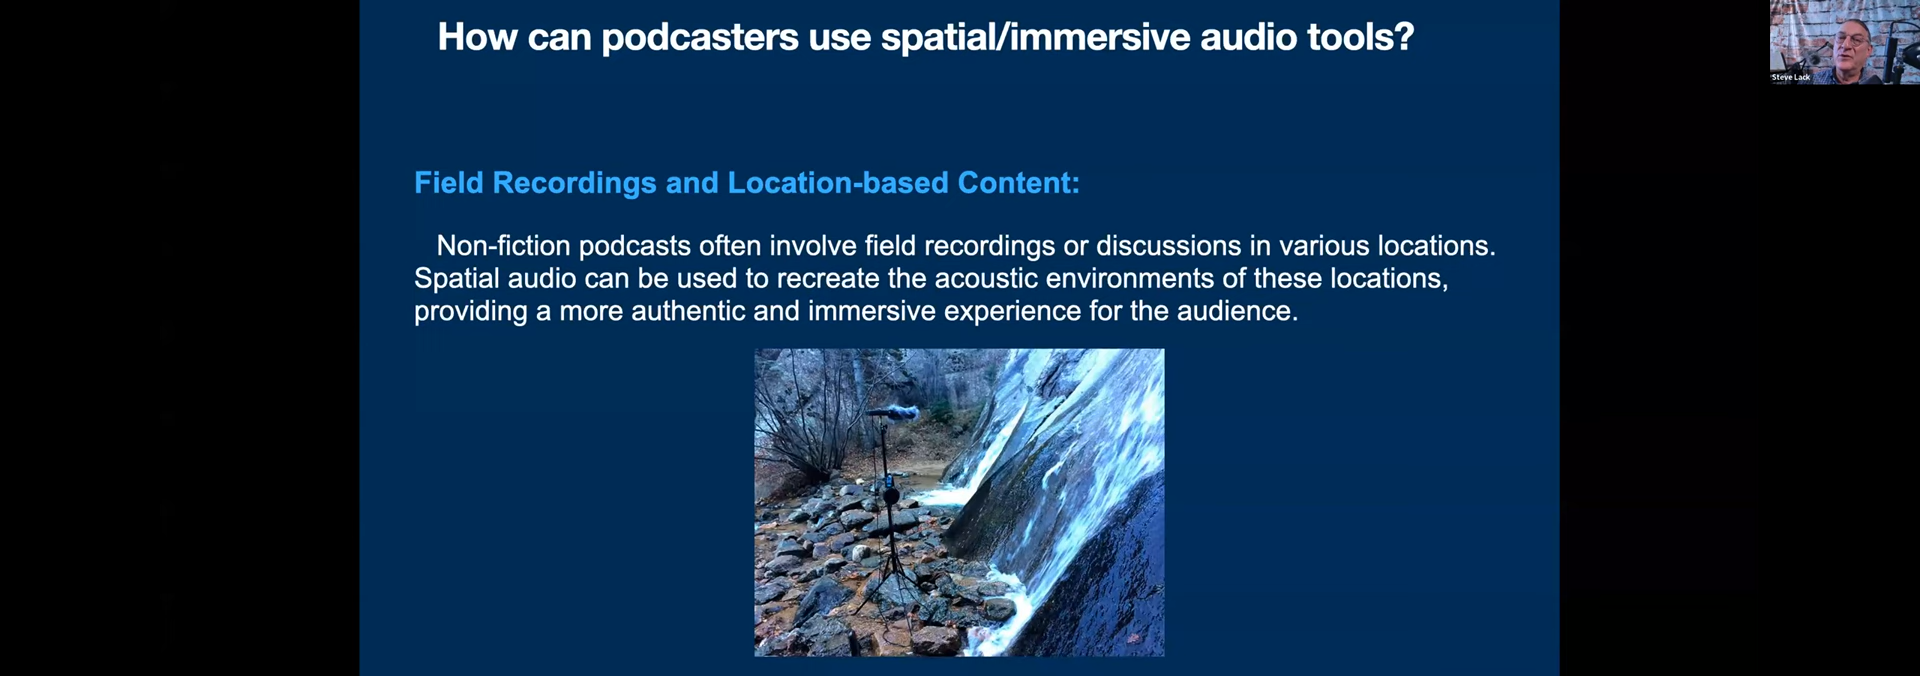 How can podcasters use spatial/immersive audio tools?
Steve Lack
Field Recordings and Location-based Content:
Non-fiction podcasts often involve field recordings or discussions in various locations.
Spatial audio can be used to recreate the acoustic environments of these locations,
providing a more authentic and immersive experience for the audience.